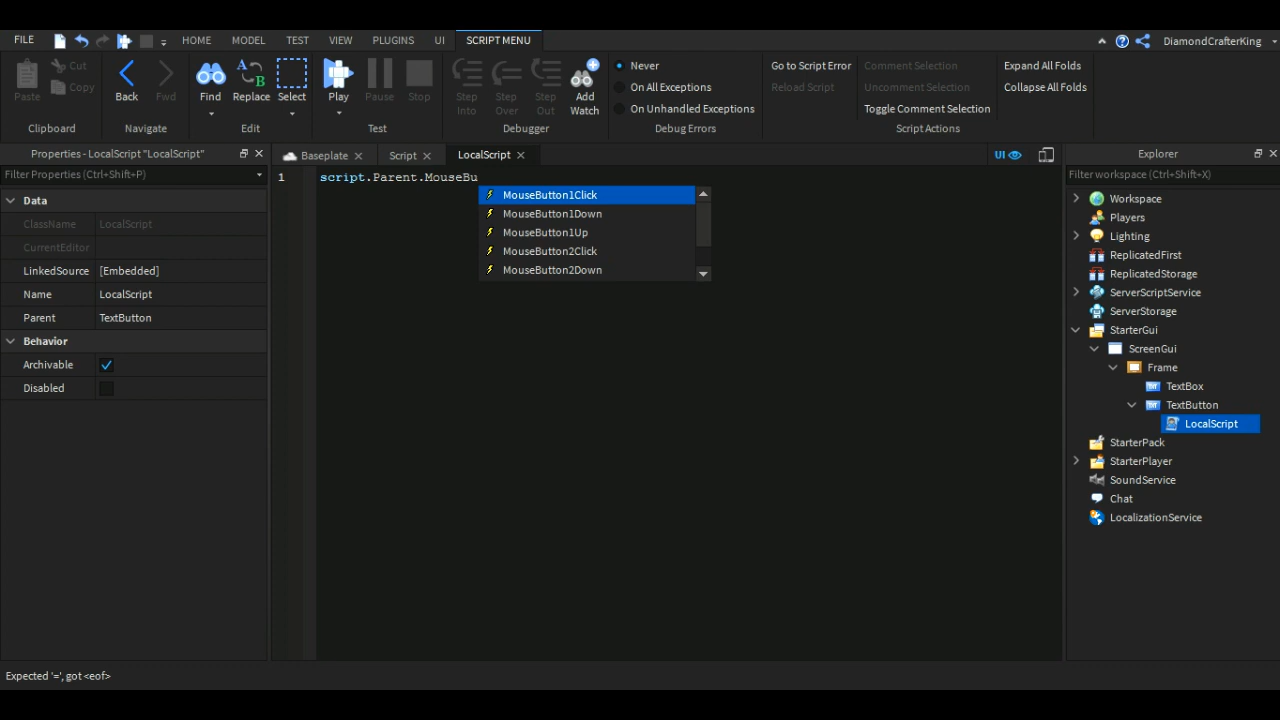 FILE HOME MODEL TEST VIEW PLUGINS UI SCRIPT MENU DiamondCrafterKing
Paste Cut Copy
Clipboard
Back Fwd
Navigate
Find Replace Select
Edit
Play Pause Stop
Test
Step Into Step Over Step Out Add Watch
Debugger
Never
On All Exceptions
On Unhandled Exceptions
Debug Errors
Go to Script Error
Reload Script
Comment Selection
Uncomment Selection
Toggle Comment Selection
Expand All Folds
Collapse All Folds
Script Actions
Properties - LocalScript "LocalScript"
Filter Properties (Ctrl+Shift+P)
Data
ClassName LocalScript
CurrentEditor
LinkedSource [Embedded]
Name LocalScript
Parent TextButton
Behavior
Archivable
Disabled
Baseplate Script LocalScript UI
1 script.Parent.MouseBu
MouseButton1Click
MouseButton1Down
MouseButton1Up
MouseButton2Click
MouseButton2Down
Explorer
Filter workspace (Ctrl+Shift+X)
Workspace
Players
Lighting
ReplicatedFirst
ReplicatedStorage
ServerScriptService
ServerStorage
StarterGui
ScreenGui
Frame
TextBox
TextButton
LocalScript
StarterPack
StarterPlayer
SoundService
Chat
LocalizationService
Expected '=', got <eof>